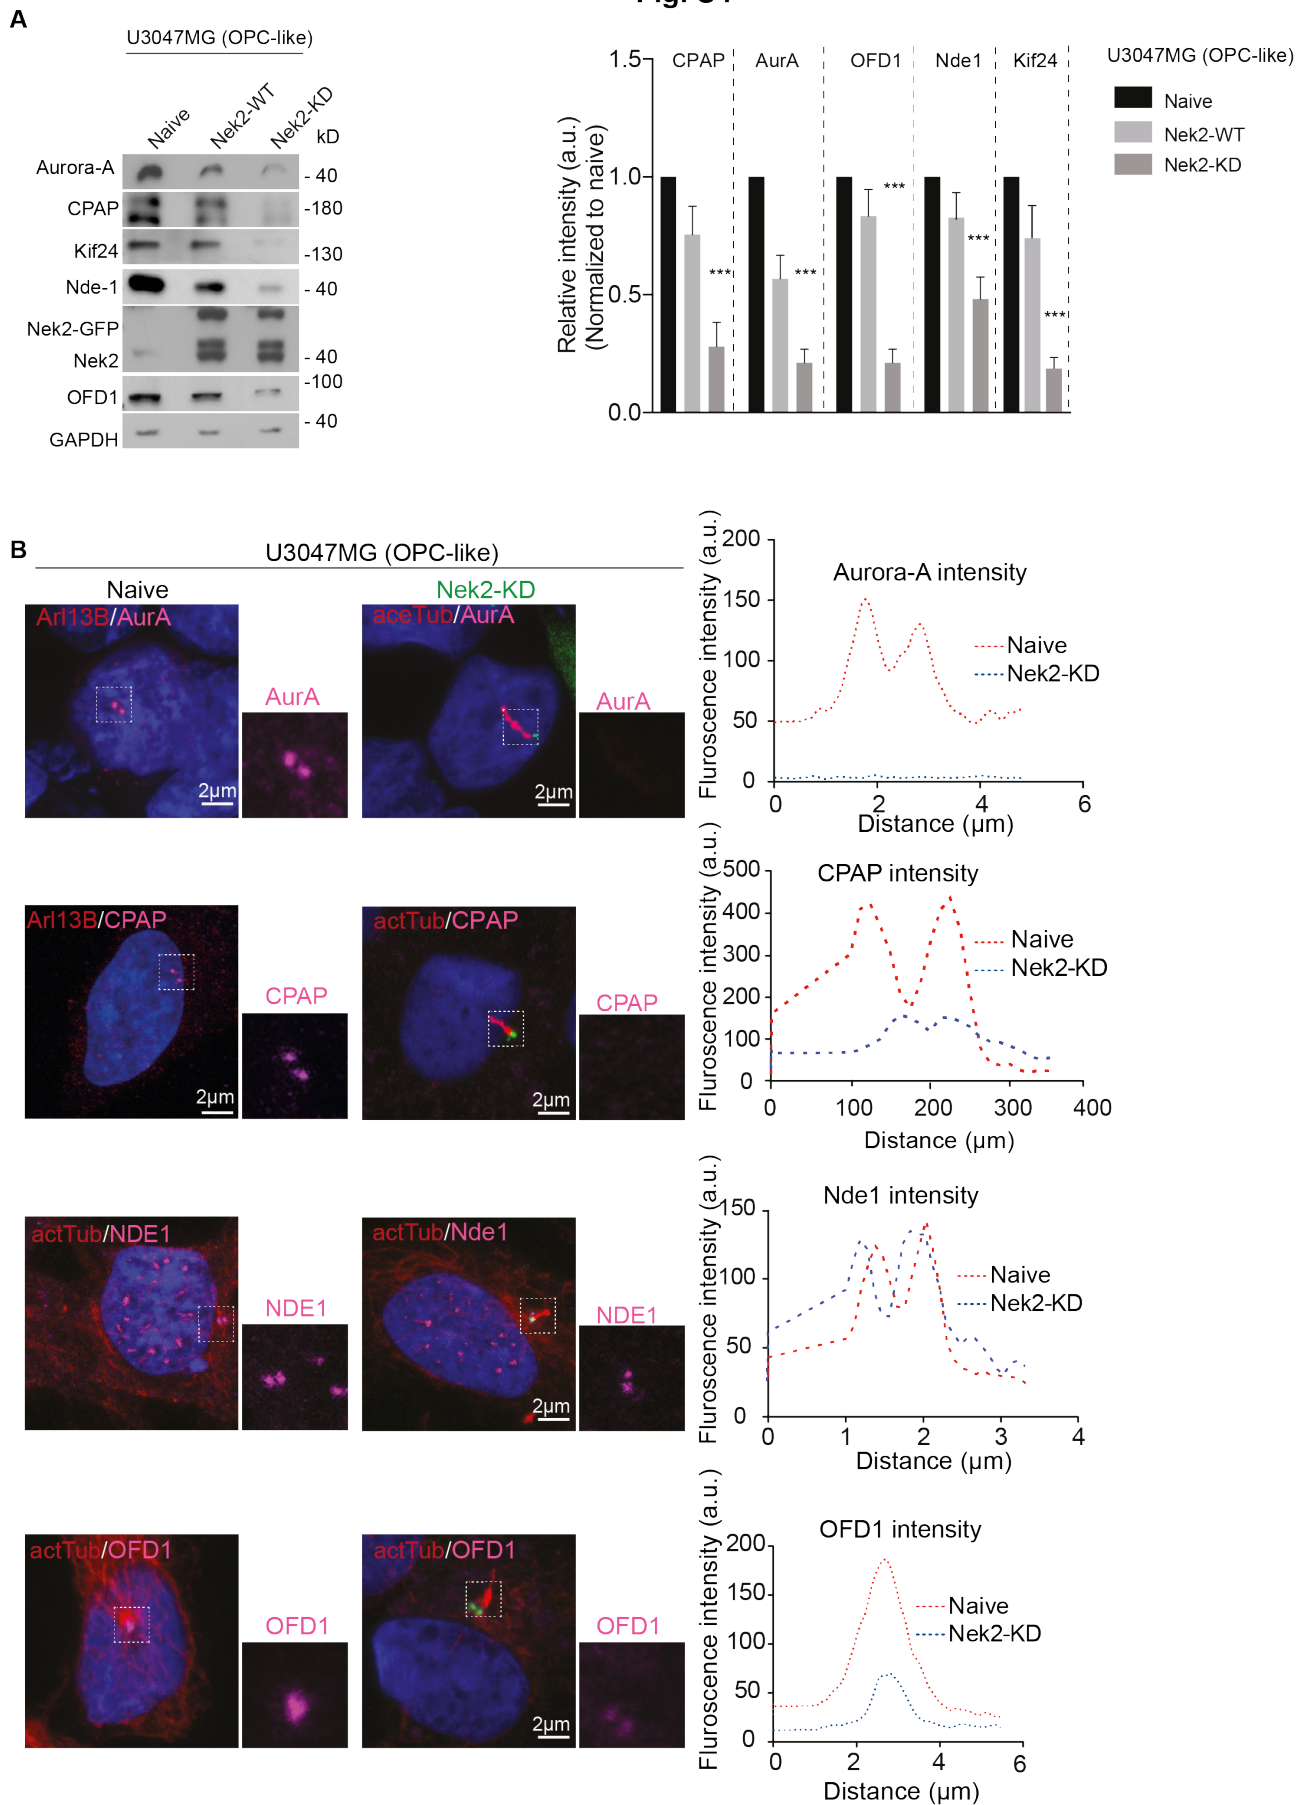 A
U3047MG (OPC-like)
Naive
Nek2-WT
Nek2-KD
kD
Aurora-A
- 40
CPAP
-180
Kif24
-130
Nde-1
- 40
Nek2-GFP
Nek2
- 40
-100
OFD1
- 40
GAPDH
Relative intensity (a.u.)
(Normalized to naive)
1.5
1.0
0.5
0.0
CPAP
AurA
OFD1
Nde1
Kif24
***
***
***
***
***
U3047MG (OPC-like)
Naive
Nek2-WT
Nek2-KD
B
U3047MG (OPC-like)
Naive
Nek2-KD
Arl13B/AurA
2µm
AurA
aceTub/AurA
2µm
AurA
Fluroscence intensity (a.u.)
200
150
100
50
0
Aurora-A intensity
Naive
Nek2-KD
0
2
4
6
Distance (µm)
Arl13B/CPAP
2µm
CPAP
actTub/CPAP
2µm
CPAP
Fluroscence intensity (a.u.)
500
400
300
200
100
0
CPAP intensity
Naive
Nek2-KD
0
100
200
300
400
Distance (µm)
actTub/NDE1
NDE1
actTub/Nde1
2µm
NDE1
Fluroscence intensity (a.u.)
150
100
50
0
Nde1 intensity
Naive
Nek2-KD
0
1
2
3
4
Distance (µm)
actTub/OFD1
OFD1
actTub/OFD1
2µm
OFD1
Fluroscence intensity (a.u.)
200
150
100
50
0
OFD1 intensity
Naive
Nek2-KD
0
2
4
6
Distance (µm)